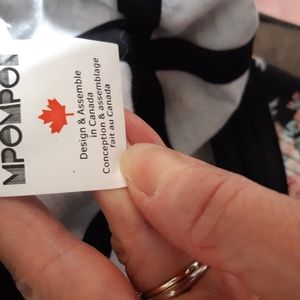 MPOMPOM
Design & Assemble
in Canada
Conception & assemblage
fait au Canada